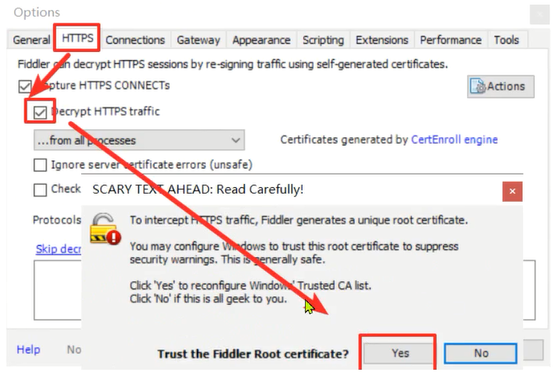 Options
General HTTPS Connections Gateway Appearance Scripting Extensions Performance Tools
Fiddler can decrypt HTTPS sessions by re-signing traffic using self-generated certificates.
Capture HTTPS CONNECTs Actions
Decrypt HTTPS traffic
...from all processes Certificates generated by CertEnroll engine
Ignore server certificate errors (unsafe)
Check SCARY TEXT AHEAD: Read Carefully!
To intercept HTTPS traffic, Fiddler generates a unique root certificate.
Protocols
You may configure Windows to trust this root certificate to suppress
security warnings. This is generally safe.
Skip decr
Click 'Yes' to reconfigure Windows' Trusted CA list.
Click 'No' if this is all geek to you.
Help No
Trust the Fiddler Root certificate? Yes No